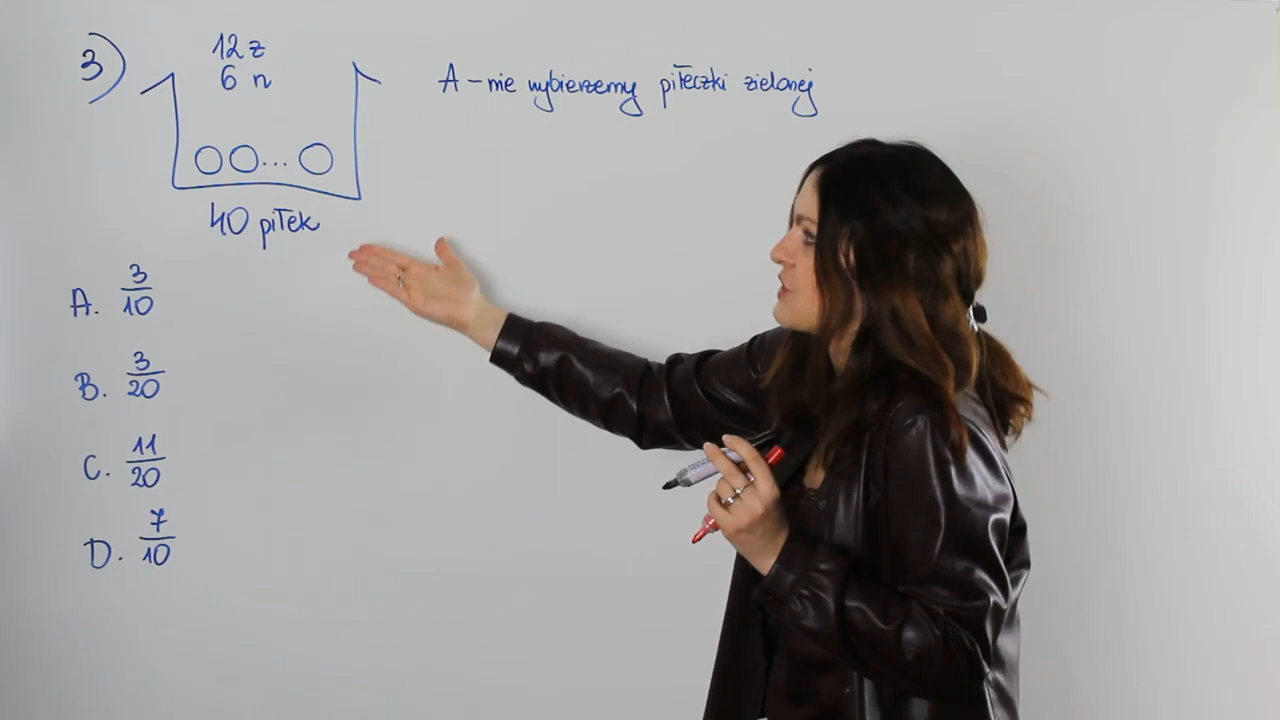 3)
12 z
6 n
A - nie wybierzemy piłeczki zielonej
40 piłek
A. 3/10
B. 3/20
C. 11/20
D. 7/10